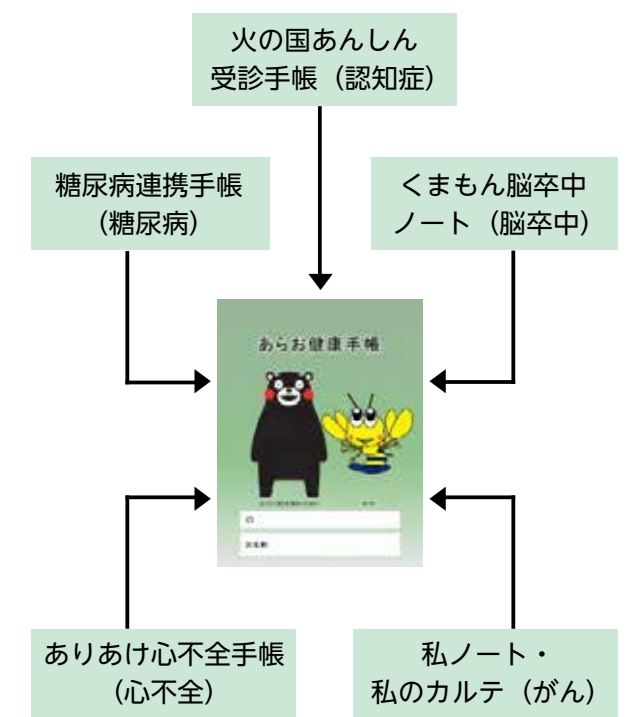 火の国あんしん
受診手帳（認知症）
糖尿病連携手帳
（糖尿病）
くまもん脳卒中
ノート（脳卒中）
あらお健康手帳
ありあけ心不全手帳
（心不全）
私ノート・
私のカルテ（がん）